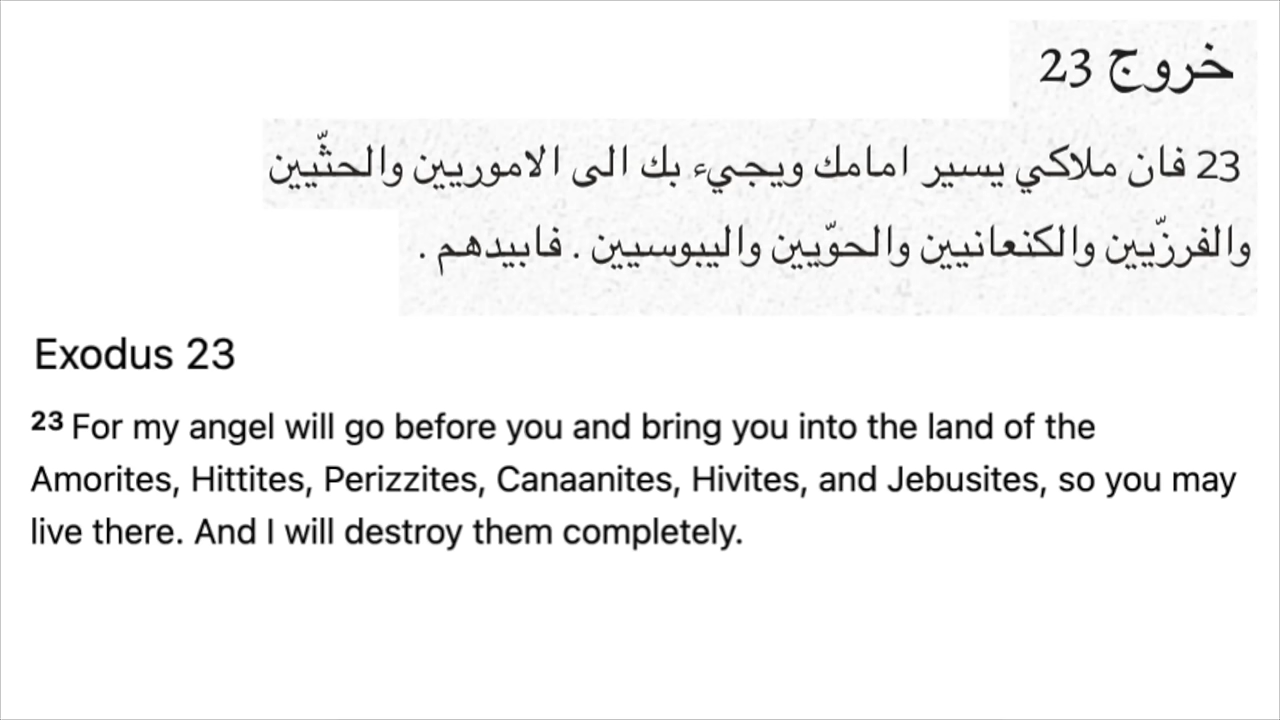 خروج 23
23 فان ملاكي يسير امامك ويجيء بك الى الاموريين والحثّيين
والفرزّيين والكنعانيين والحوّيين واليبوسيين . فابيدهم .
Exodus 23
23 For my angel will go before you and bring you into the land of the
Amorites, Hittites, Perizzites, Canaanites, Hivites, and Jebusites, so you may
live there. And I will destroy them completely.